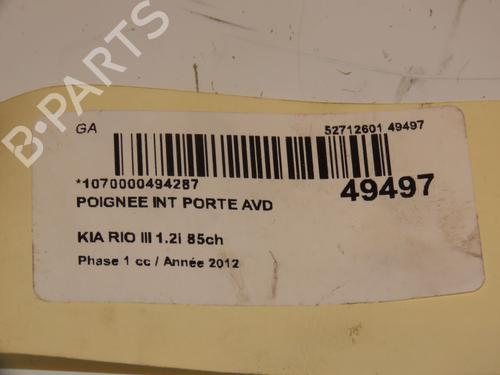 B-PARTS
GA
52712601 49497
*1070000494287
49497
POIGNEE INT PORTE AVD
KIA RIO III 1.2i 85ch
Phase 1 cc / Année 2012